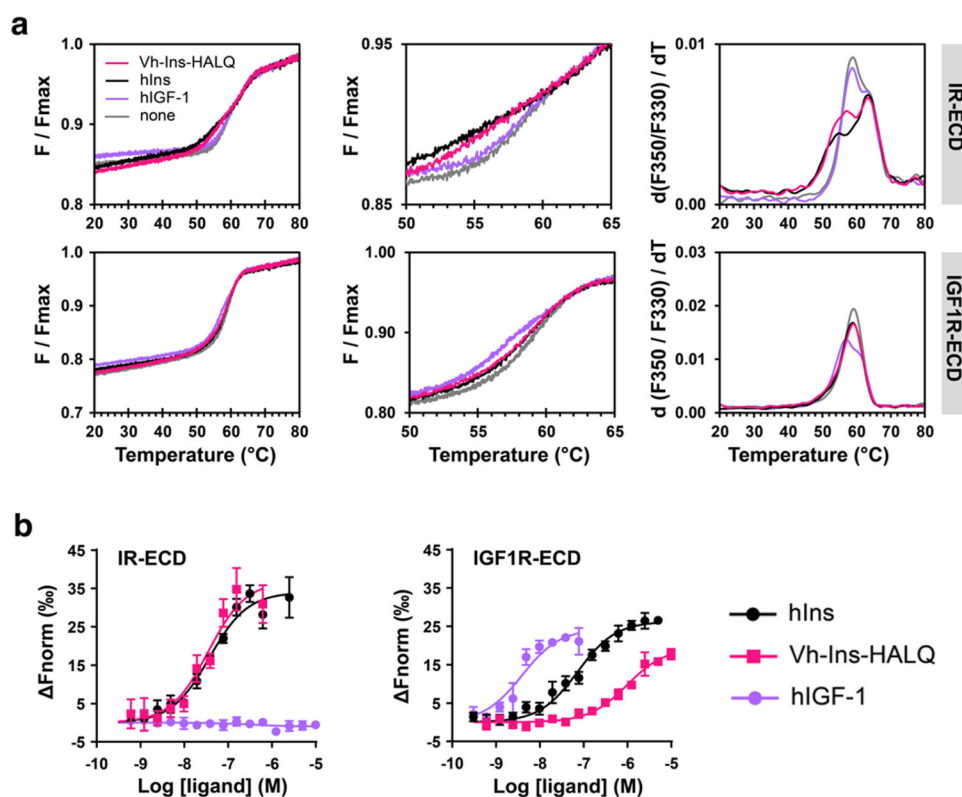 a
1.0
0.9
0.8
20 30 40 50 60 70 80
F / Fmax
Vh-Ins-HALQ
hIns
hIGF-1
none
0.95
0.85
50 55 60 65
F / Fmax
0.01
0.00
20 30 40 50 60 70 80
d(F350/F330) / dT
IR-ECD
1.0
0.9
0.8
0.7
20 30 40 50 60 70 80
F / Fmax
Temperature (°C)
1.00
0.90
0.80
50 55 60 65
F / Fmax
Temperature (°C)
0.03
0.02
0.01
0.00
20 30 40 50 60 70 80
d (F350 / F330) / dT
Temperature (°C)
IGF1R-ECD
b
IR-ECD
45
35
25
15
5
-5
-10 -9 -8 -7 -6 -5
ΔFnorm (‰)
Log [ligand] (M)
IGF1R-ECD
45
35
25
15
5
-5
-10 -9 -8 -7 -6 -5
ΔFnorm (‰)
Log [ligand] (M)
hIns
Vh-Ins-HALQ
hIGF-1